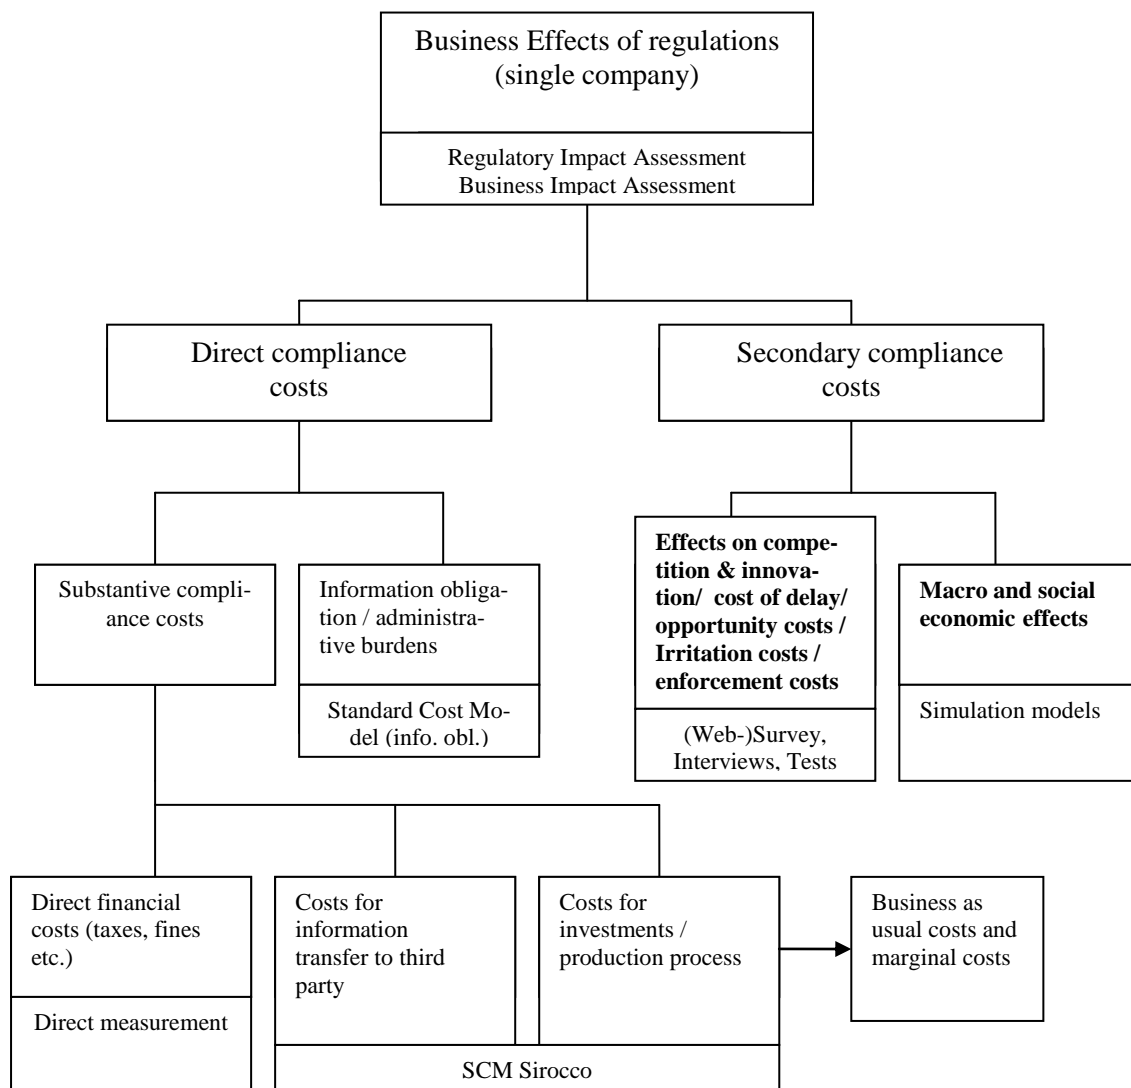 Business Effects of regulations
(single company)
Regulatory Impact Assessment
Business Impact Assessment
Direct compliance
costs
Secondary compliance
costs
Substantive compli-
ance costs
Information obliga-
tion / administra-
tive burdens
Standard Cost Mo-
del (info. obl.)
Effects on compe-
tition & innova-
tion/ cost of delay/
opportunity costs /
Irritation costs /
enforcement costs
(Web-)Survey,
Interviews, Tests
Macro and social
economic effects
Simulation models
Direct financial
costs (taxes, fines
etc.)
Direct measurement
Costs for
information
transfer to third
party
Costs for
investments /
production process
SCM Sirocco
Business as
usual costs and
marginal costs